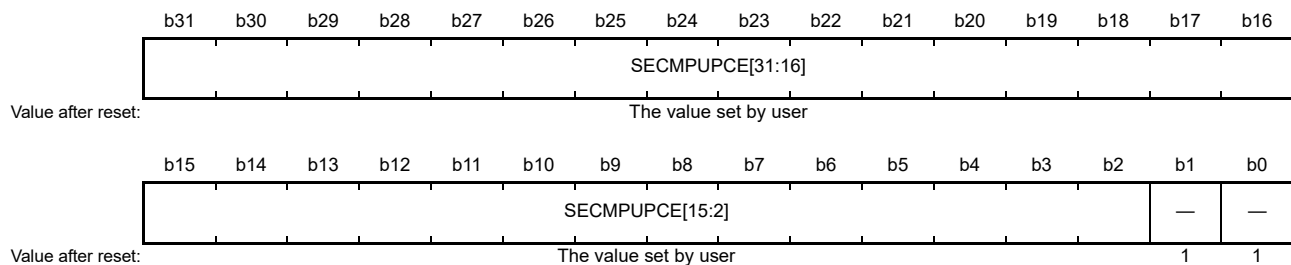 b31 b30 b29 b28 b27 b26 b25 b24 b23 b22 b21 b20 b19 b18 b17 b16
SECMPUPCE[31:16]
Value after reset: The value set by user
b15 b14 b13 b12 b11 b10 b9 b8 b7 b6 b5 b4 b3 b2 b1 b0
SECMPUPCE[15:2] — —
Value after reset: The value set by user 1 1